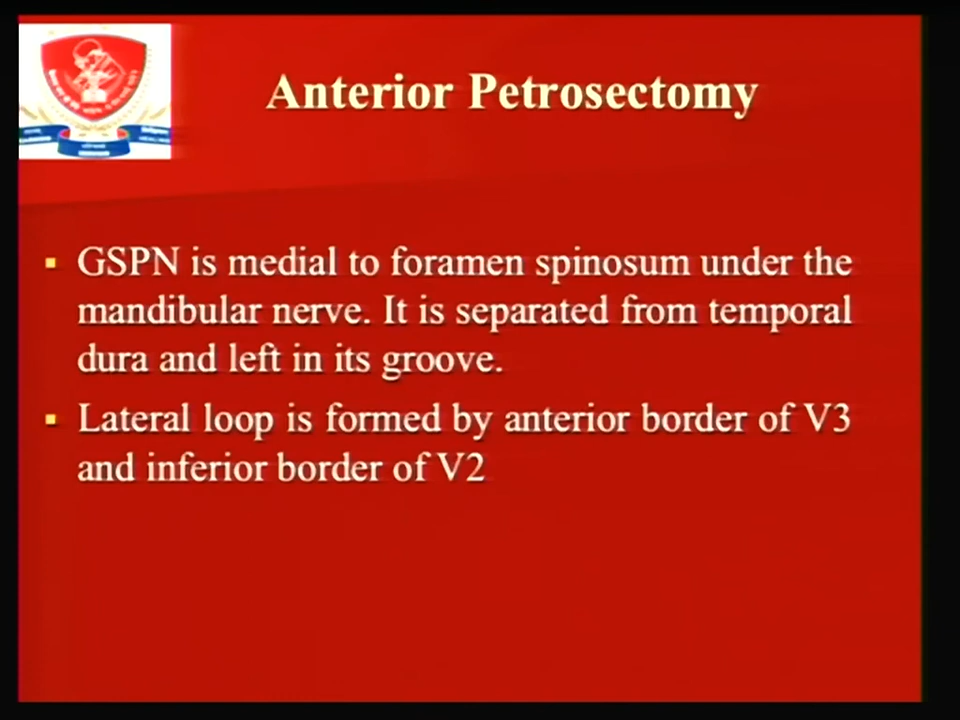 Anterior Petrosectomy
▪ GSPN is medial to foramen spinosum under the
mandibular nerve. It is separated from temporal
dura and left in its groove.
▪ Lateral loop is formed by anterior border of V3
and inferior border of V2